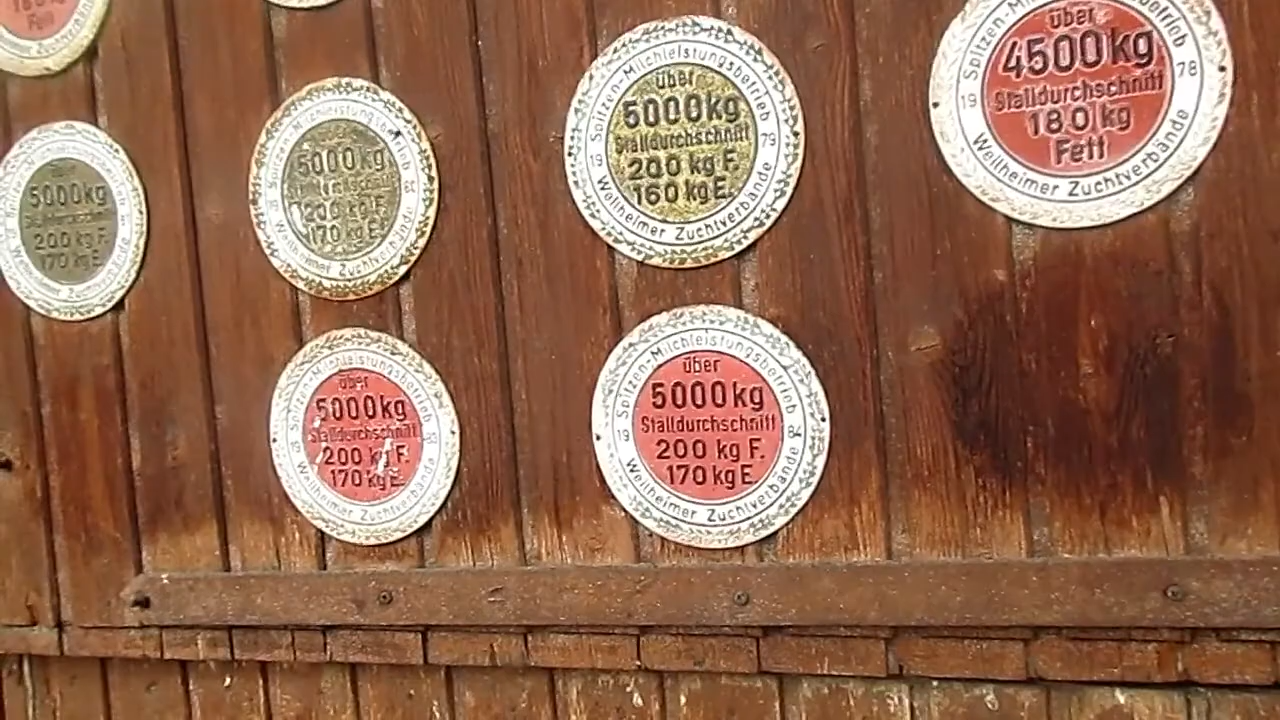 Fett
5000kg
Stalldurchschnitt
200 kg F.
170 kg E.
Spitzen-Milchleistungsbetrieb
5000kg
Stalldurchschnitt
200 kg F.
170 kg E.
Weilheimer Zuchtverbände
Spitzen-Milchleistungsbetrieb
über
5000kg
Stalldurchschnitt
200 kg F.
160 kg E.
19 79
Weilheimer Zuchtverbände
über
4500kg
Stalldurchschnitt
180 kg
Fett
19 78
Weilheimer Zuchtverbände
Spitzen-Milchleistungsbetrieb
über
5000kg
Stalldurchschnitt
200 kg F.
170 kg E.
Weilheimer Zuchtverbände
Spitzen-Milchleistungsbetrieb
über
5000kg
Stalldurchschnitt
200 kg F.
170 kg E.
19 84
Weilheimer Zuchtverbände